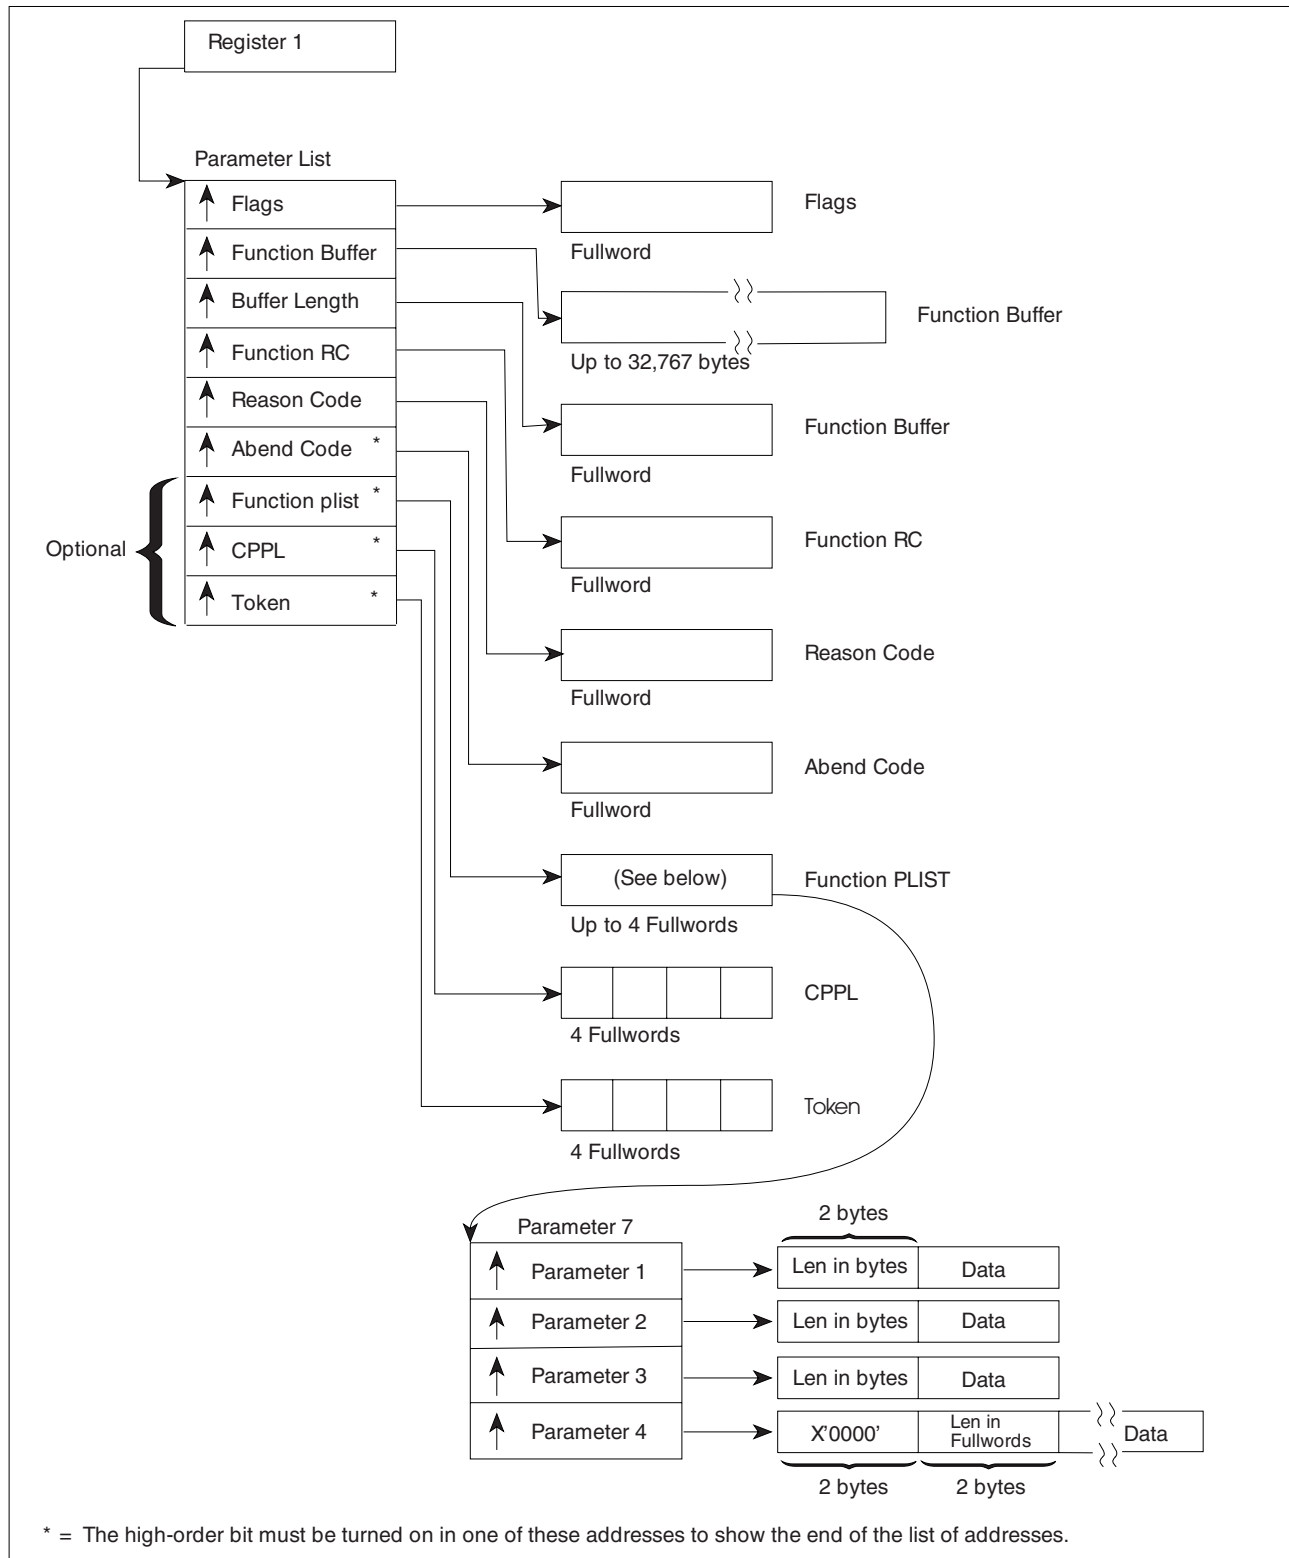 Register 1
Parameter List
Flags
Flags
Function Buffer
Fullword
Buffer Length
Function Buffer
Function RC
Up to 32,767 bytes
Reason Code
Function Buffer
Abend Code *
Fullword
Function plist *
Optional
CPPL *
Function RC
Fullword
Token *
Reason Code
Fullword
Abend Code
Fullword
(See below)
Function PLIST
Up to 4 Fullwords
CPPL
4 Fullwords
Token
4 Fullwords
Parameter 7
2 bytes
Parameter 1
Len in bytes
Data
Parameter 2
Len in bytes
Data
Parameter 3
Len in bytes
Data
Parameter 4
X'0000'
Len in
Fullwords
Data
2 bytes
2 bytes
* = The high-order bit must be turned on in one of these addresses to show the end of the list of addresses.